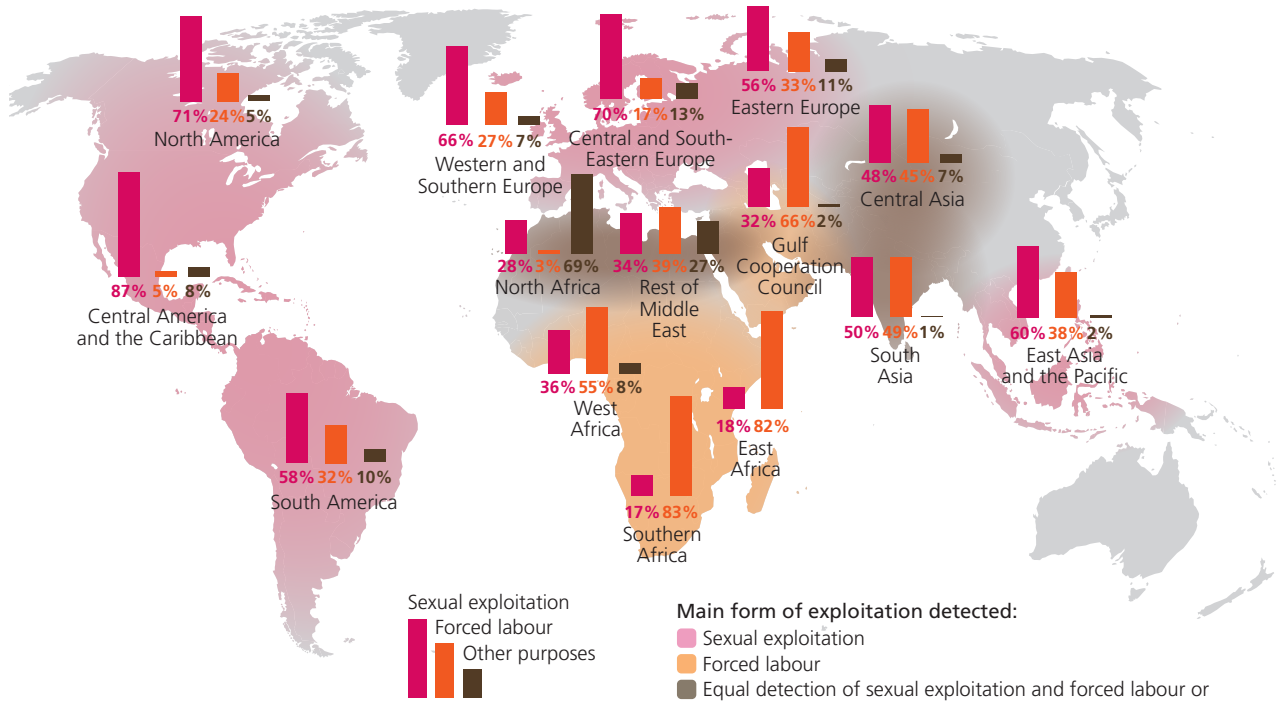 71% 24% 5%
North America
66% 27% 7%
Western and
Southern Europe
70% 17% 13%
Central and South-
Eastern Europe
56% 33% 11%
Eastern Europe
48% 45% 7%
Central Asia
87% 5% 8%
Central America
and the Caribbean
28% 3% 69%
North Africa
34% 39% 27%
Rest of
Middle
East
32% 66% 2%
Gulf
Cooperation
Council
50% 49% 1%
South
Asia
60% 38% 2%
East Asia
and the Pacific
36% 55% 8%
West
Africa
18% 82%
East
Africa
58% 32% 10%
South America
17% 83%
Southern
Africa
Sexual exploitation
Forced labour
Other purposes
Main form of exploitation detected:
Sexual exploitation
Forced labour
Equal detection of sexual exploitation and forced labour or